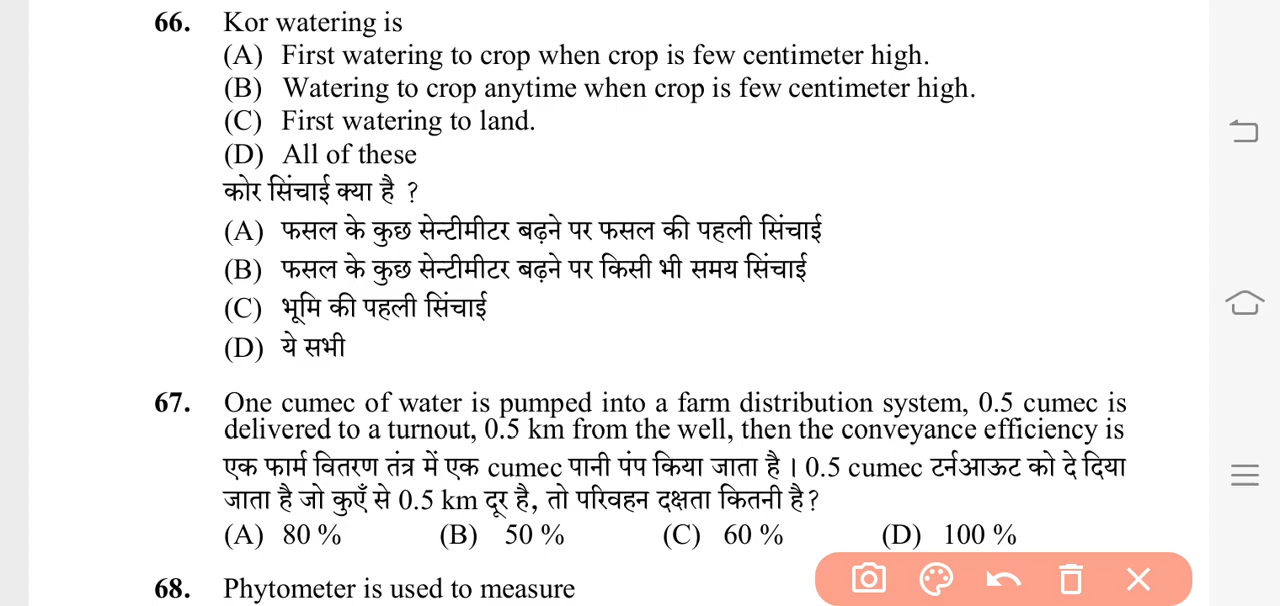 66. Kor watering is
(A) First watering to crop when crop is few centimeter high.
(B) Watering to crop anytime when crop is few centimeter high.
(C) First watering to land.
(D) All of these
कोर सिंचाई क्या है ?
(A) फसल के कुछ सेन्टीमीटर बढ़ने पर फसल की पहली सिंचाई
(B) फसल के कुछ सेन्टीमीटर बढ़ने पर किसी भी समय सिंचाई
(C) भूमि की पहली सिंचाई
(D) ये सभी
67. One cumec of water is pumped into a farm distribution system, 0.5 cumec is
delivered to a turnout, 0.5 km from the well, then the conveyance efficiency is
एक फार्म वितरण तंत्र में एक cumec पानी पंप किया जाता है । 0.5 cumec टर्नआऊट को दे दिया
जाता है जो कुएँ से 0.5 km दूर है, तो परिवहन दक्षता कितनी है ?
(A) 80 % (B) 50 % (C) 60 % (D) 100 %
68. Phytometer is used to measure